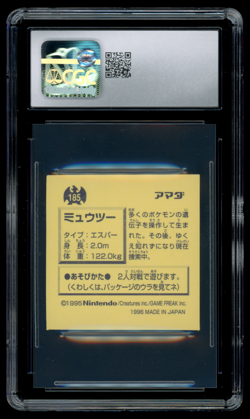 CGC
185
アマダ
ミュウツー
タイプ：エスパー
身　長：2.0m
体　重：122.0kg
多くのポケモンの遺
伝子を操作して生ま
れた。その後、ゆく
え知れずになり現在
捜索中。
●あそびかた● 2人対戦で遊びます。
（くわしくは、パッケージのウラを見てネ）
©1995 Nintendo/Creatures inc./GAME FREAK inc.
1996 MADE IN JAPAN